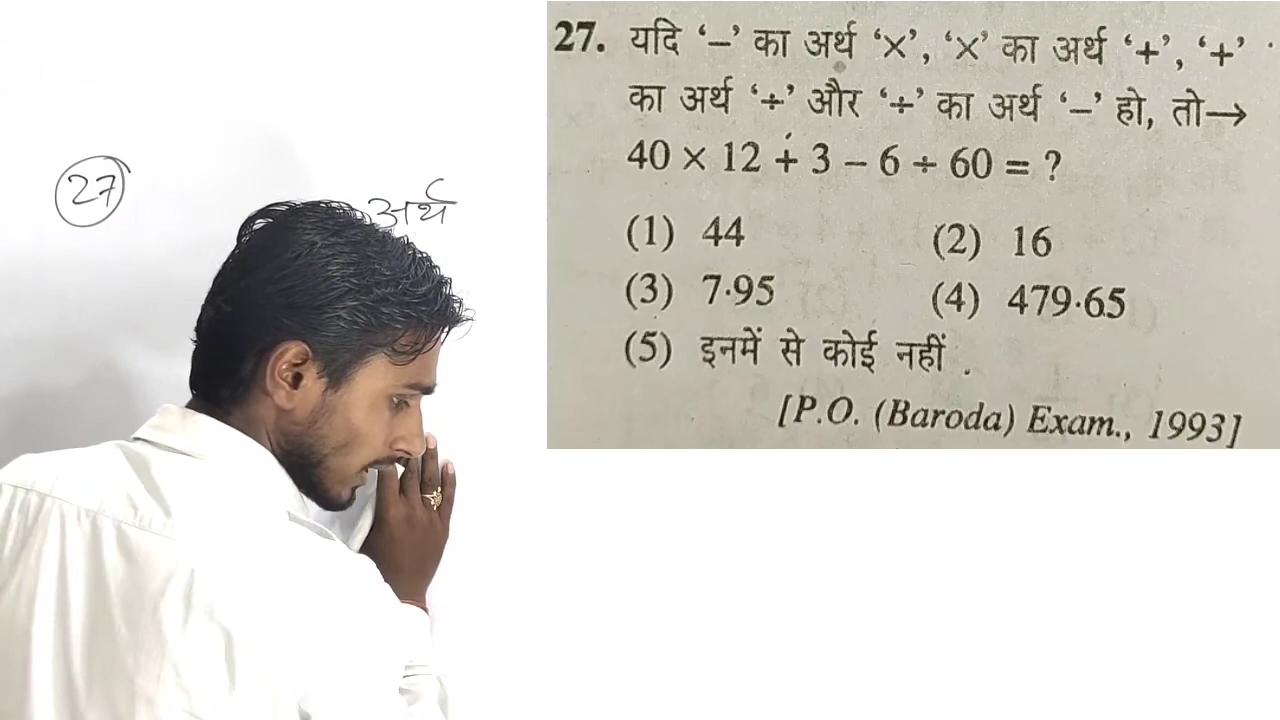 27
अर्थ
27. यदि ‘–’ का अर्थ ‘×’, ‘×’ का अर्थ ‘+’, ‘+’
का अर्थ ‘÷’ और ‘÷’ का अर्थ ‘–’ हो, तो→
40 × 12 + 3 – 6 ÷ 60 = ?
(1) 44 (2) 16
(3) 7·95 (4) 479·65
(5) इनमें से कोई नहीं .
[P.O. (Baroda) Exam., 1993]